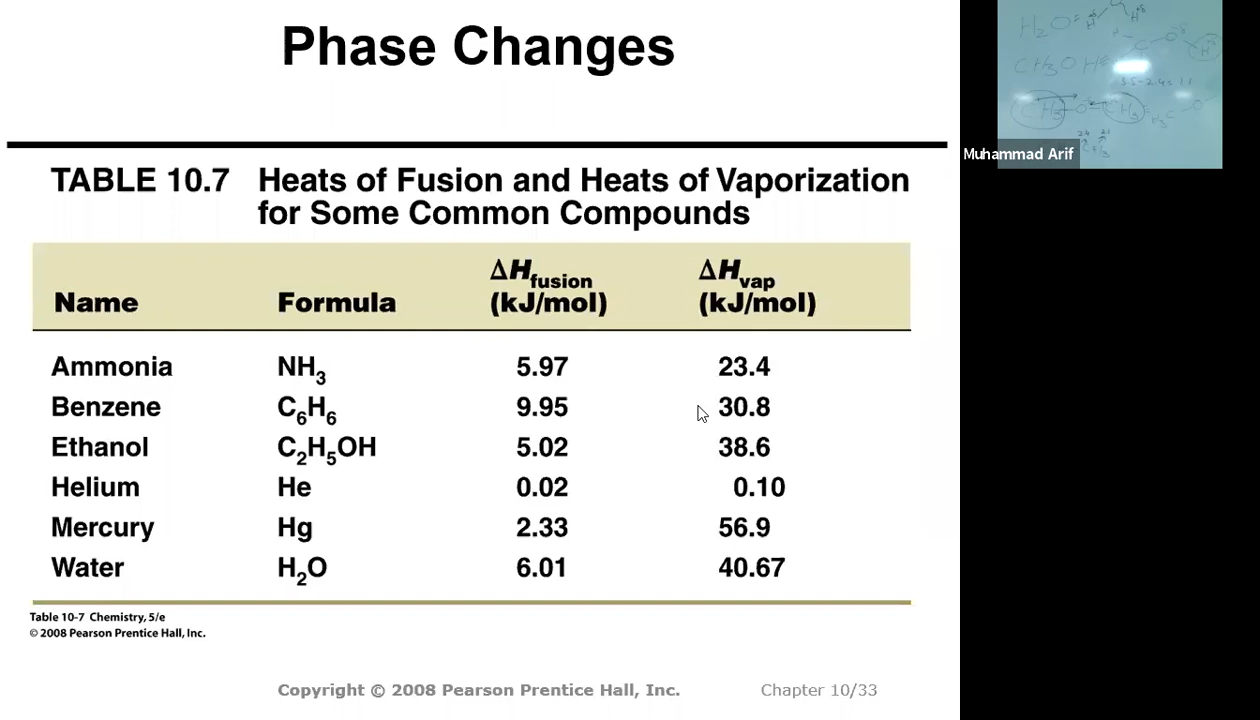 Phase Changes
TABLE 10.7 Heats of Fusion and Heats of Vaporization
for Some Common Compounds
Name Formula ΔHfusion (kJ/mol) ΔHvap (kJ/mol)
Ammonia NH3 5.97 23.4
Benzene C6H6 9.95 30.8
Ethanol C2H5OH 5.02 38.6
Helium He 0.02 0.10
Mercury Hg 2.33 56.9
Water H2O 6.01 40.67
Table 10-7 Chemistry, 5/e
© 2008 Pearson Prentice Hall, Inc.
Copyright © 2008 Pearson Prentice Hall, Inc. Chapter 10/33
H2O
CH3OH
Muhammad Arif